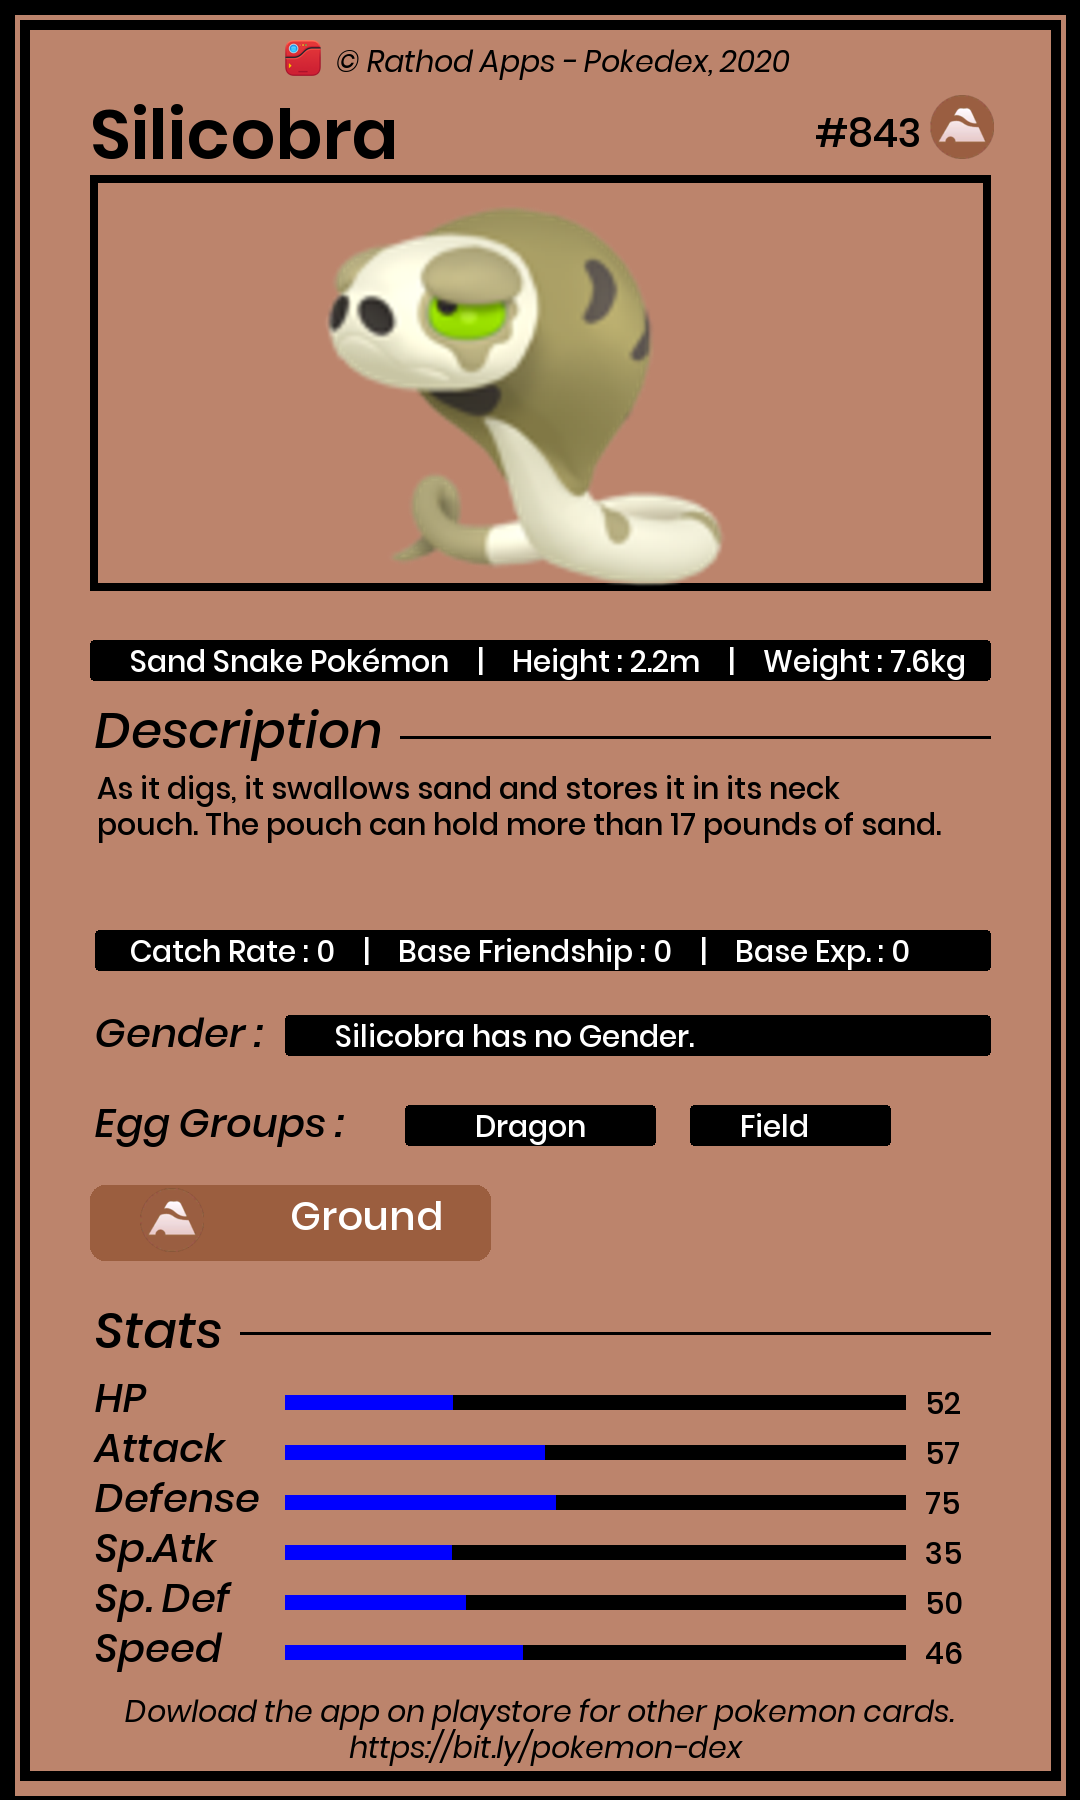 © Rathod Apps - Pokedex, 2020
Silicobra #843
Sand Snake Pokémon | Height : 2.2m | Weight : 7.6kg
Description
As it digs, it swallows sand and stores it in its neck
pouch. The pouch can hold more than 17 pounds of sand.
Catch Rate : 0 | Base Friendship : 0 | Base Exp. : 0
Gender : Silicobra has no Gender.
Egg Groups : Dragon Field
Ground
Stats
HP 52
Attack 57
Defense 75
Sp.Atk 35
Sp. Def 50
Speed 46
Dowload the app on playstore for other pokemon cards.
https://bit.ly/pokemon-dex